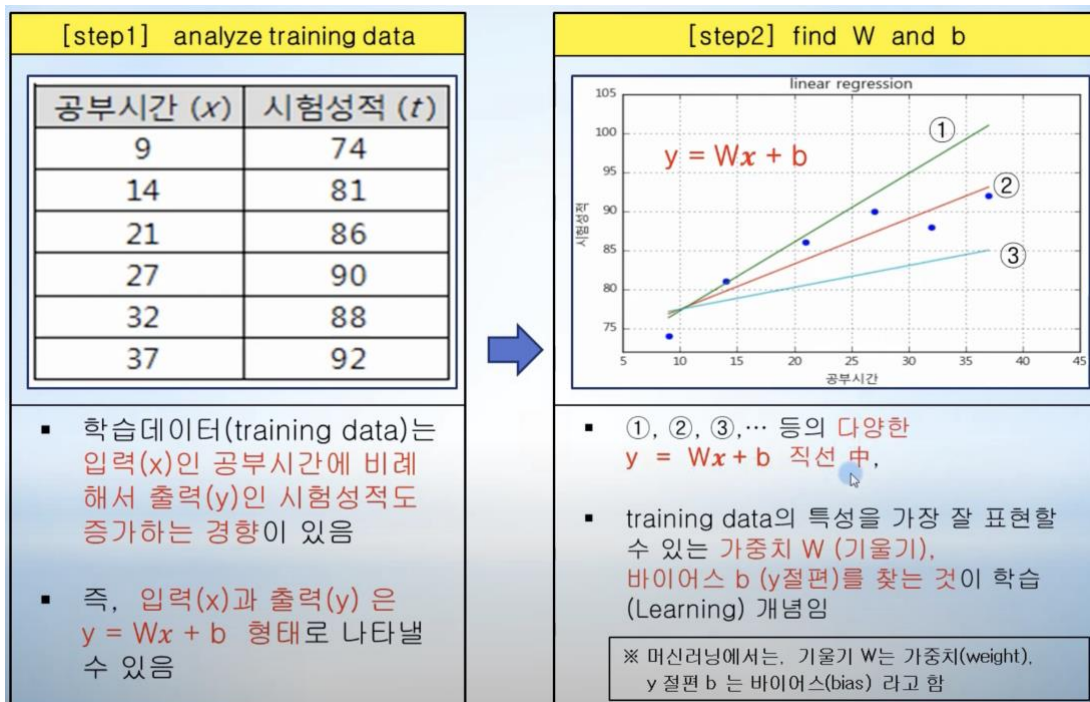 [step1] analyze training data
공부시간 (x) 시험성적 (t)
9 74
14 81
21 86
27 90
32 88
37 92
▪ 학습데이터(training data)는
입력(x)인 공부시간에 비례
해서 출력(y)인 시험성적도
증가하는 경향이 있음
▪ 즉, 입력(x)과 출력(y) 은
y = Wx + b 형태로 나타낼
수 있음
[step2] find W and b
linear regression
y = Wx + b
①
②
③
시험성적
105
100
95
90
85
80
75
5 10 15 20 25 30 35 40 45
공부시간
▪ ①, ②, ③,… 등의 다양한
y = Wx + b 직선 中,
▪ training data의 특성을 가장 잘 표현할
수 있는 가중치 W (기울기),
바이어스 b (y절편)를 찾는 것이 학습
(Learning) 개념임
※ 머신러닝에서는, 기울기 W는 가중치(weight),
y 절편 b 는 바이어스(bias) 라고 함